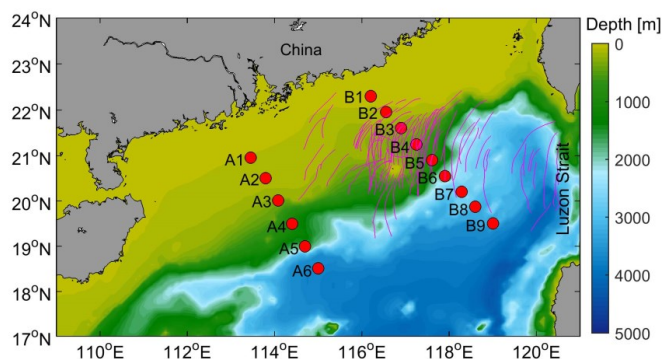 Depth [m]
24°N
23°N
22°N
21°N
20°N
19°N
18°N
17°N
China
B1
B2
B3
B4
B5
B6
B7
B8
B9
A1
A2
A3
A4
A5
A6
Luzon Strait
0
1000
2000
3000
4000
5000
110°E
112°E
114°E
116°E
118°E
120°E